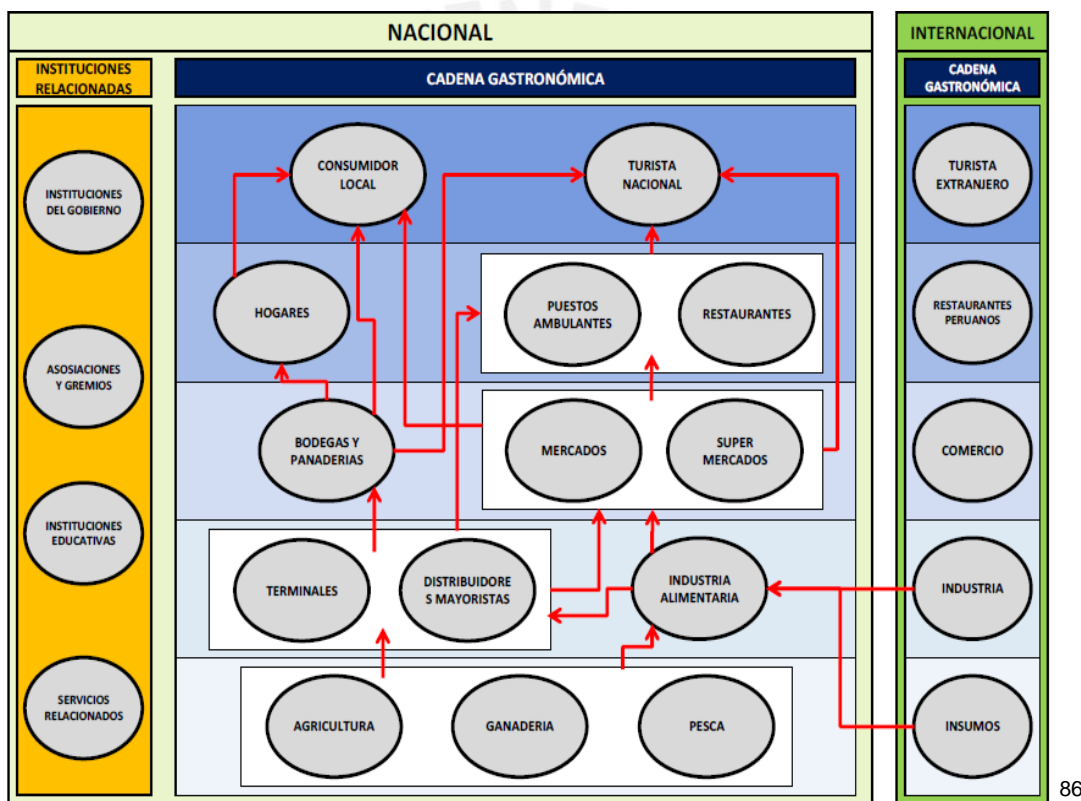 NACIONAL
INTERNACIONAL
INSTITUCIONES
RELACIONADAS
CADENA GASTRONÓMICA
CADENA
GASTRONÓMICA
INSTITUCIONES
DEL GOBIERNO
ASOSIACIONES
Y GREMIOS
INSTITUCIONES
EDUCATIVAS
SERVICIOS
RELACIONADOS
CONSUMIDOR
LOCAL
TURISTA
NACIONAL
HOGARES
PUESTOS
AMBULANTES
RESTAURANTES
BODEGAS Y
PANADERIAS
MERCADOS
SUPER
MERCADOS
TERMINALES
DISTRIBUIDORE
S MAYORISTAS
INDUSTRIA
ALIMENTARIA
AGRICULTURA
GANADERIA
PESCA
TURISTA
EXTRANJERO
RESTAURANTES
PERUANOS
COMERCIO
INDUSTRIA
INSUMOS
86